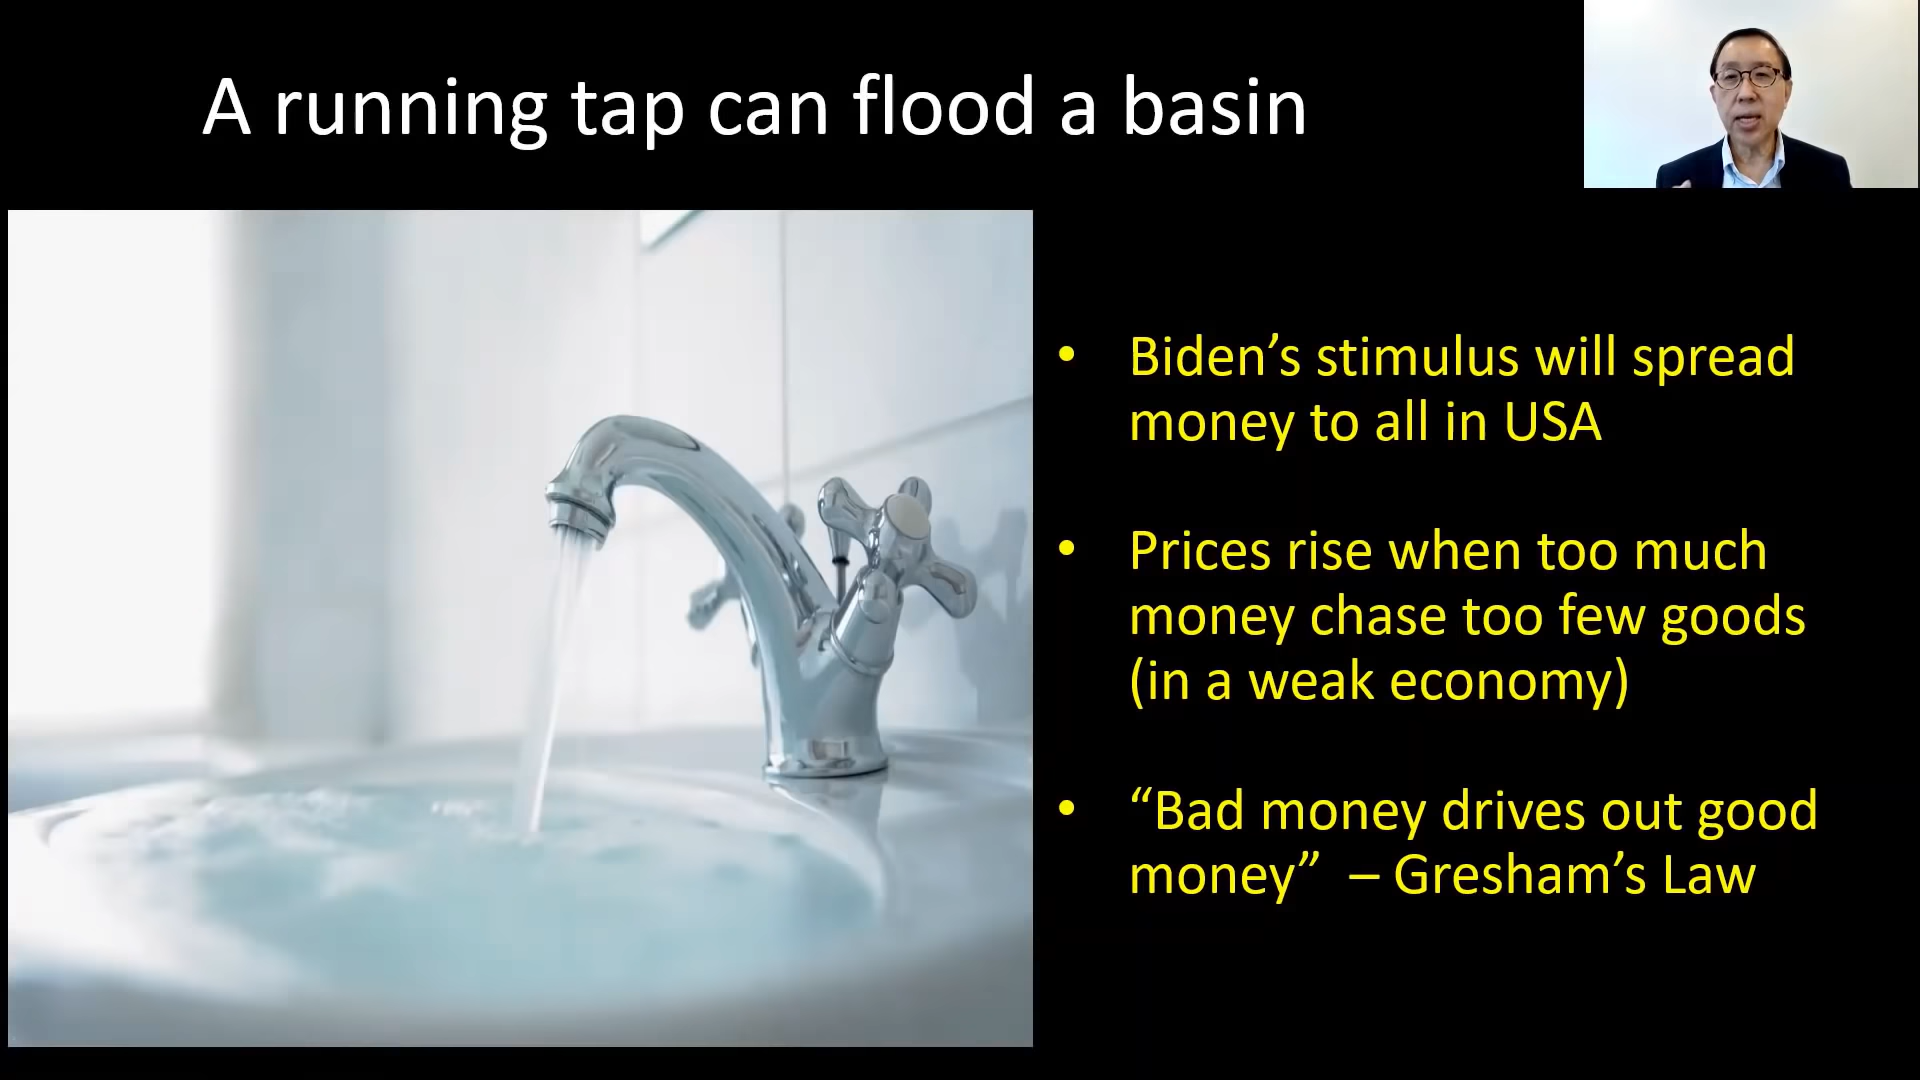 A running tap can flood a basin
• Biden’s stimulus will spread
money to all in USA
• Prices rise when too much
money chase too few goods
(in a weak economy)
• “Bad money drives out good
money”  – Gresham’s Law